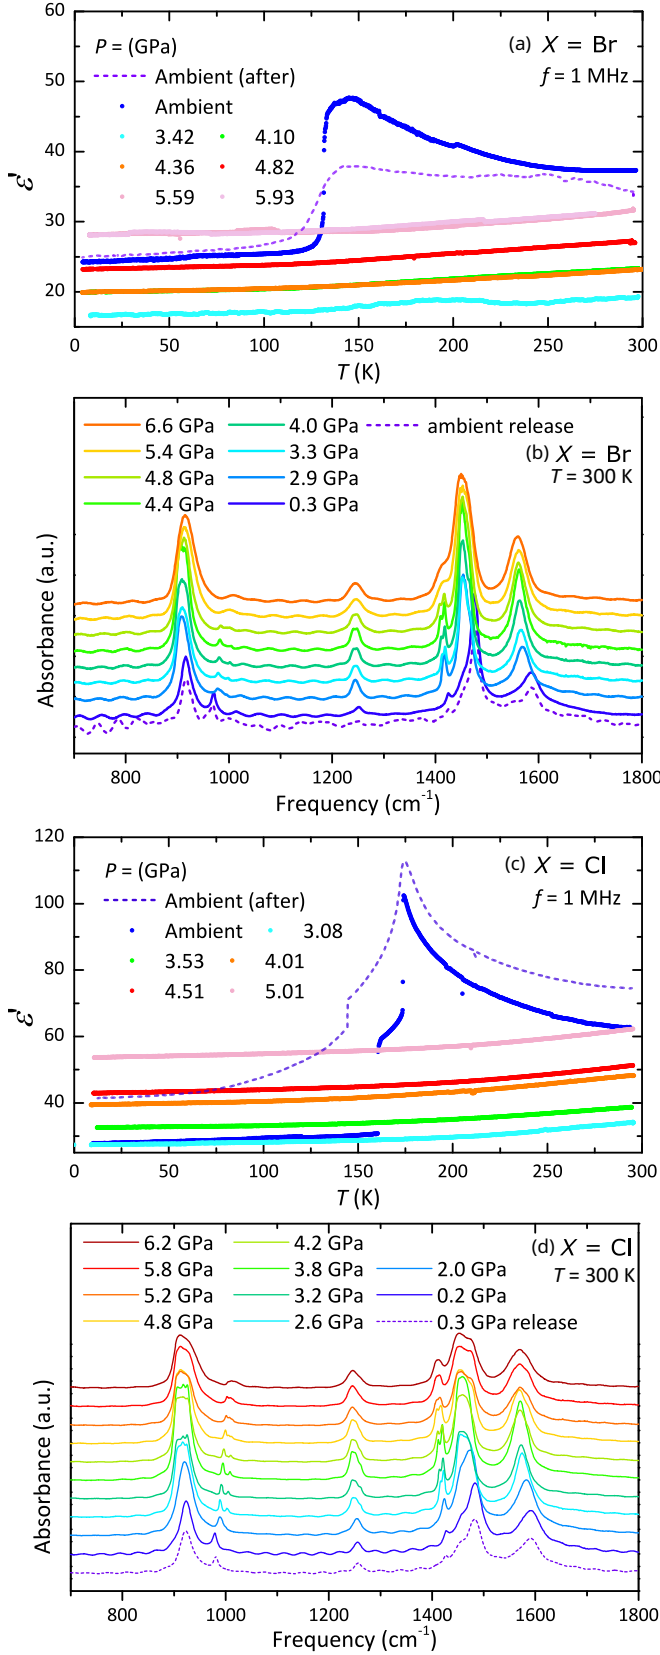 60
50
40
30
20
ε'
P = (GPa)
(a) X = Br
f = 1 MHz
Ambient (after)
Ambient
3.42 4.10
4.36 4.82
5.59 5.93
0 50 100 150 200 250 300
T (K)
6.6 GPa 4.0 GPa ambient release
5.4 GPa 3.3 GPa (b) X = Br
4.8 GPa 2.9 GPa T = 300 K
4.4 GPa 0.3 GPa
Absorbance (a.u.)
800 1000 1200 1400 1600 1800
Frequency (cm-1)
120
100
80
60
40
ε'
P = (GPa)
(c) X = Cl
f = 1 MHz
Ambient (after)
Ambient 3.08
3.53 4.01
4.51 5.01
0 50 100 150 200 250 300
T (K)
6.2 GPa 4.2 GPa (d) X = Cl
5.8 GPa 3.8 GPa 2.0 GPa T = 300 K
5.2 GPa 3.2 GPa 0.2 GPa
4.8 GPa 2.6 GPa 0.3 GPa release
Absorbance (a.u.)
800 1000 1200 1400 1600 1800
Frequency (cm-1)